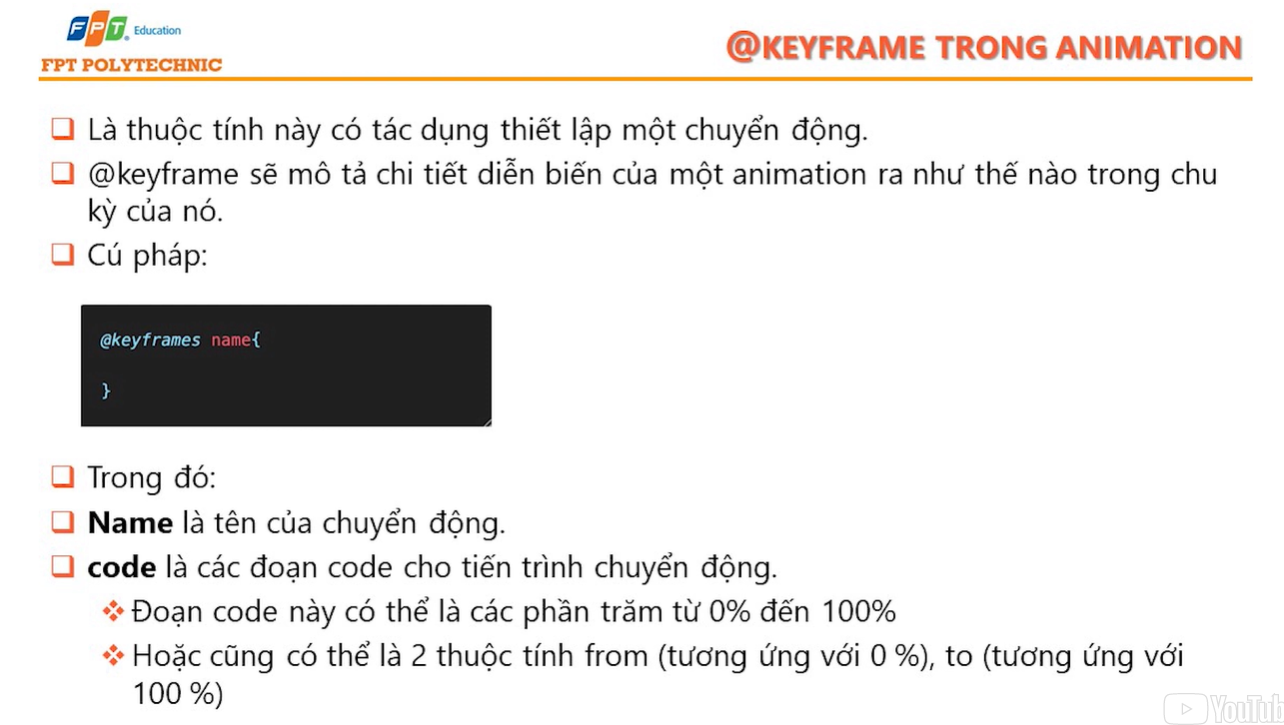 FPT Education
FPT POLYTECHNIC
@KEYFRAME TRONG ANIMATION
Là thuộc tính này có tác dụng thiết lập một chuyển động.
@keyframe sẽ mô tả chi tiết diễn biến của một animation ra như thế nào trong chu
kỳ của nó.
Cú pháp:
@keyframes name{
}
Trong đó:
Name là tên của chuyển động.
code là các đoạn code cho tiến trình chuyển động.
Đoạn code này có thể là các phần trăm từ 0% đến 100%
Hoặc cũng có thể là 2 thuộc tính from (tương ứng với 0 %), to (tương ứng với
100 %)
YouTub